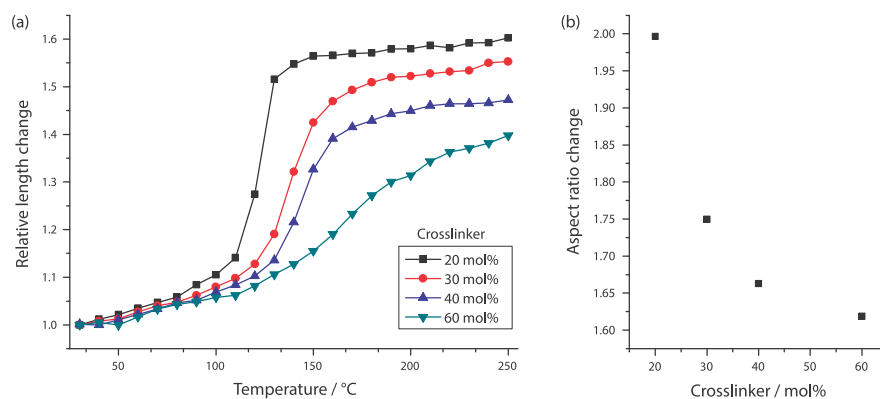 (a)
1.6
1.5
1.4
1.3
1.2
1.1
1.0
Relative length change
50
100
150
200
250
Temperature / °C
Crosslinker
20 mol%
30 mol%
40 mol%
60 mol%
(b)
2.00
1.95
1.90
1.85
1.80
1.75
1.70
1.65
1.60
Aspect ratio change
20
30
40
50
60
Crosslinker / mol%